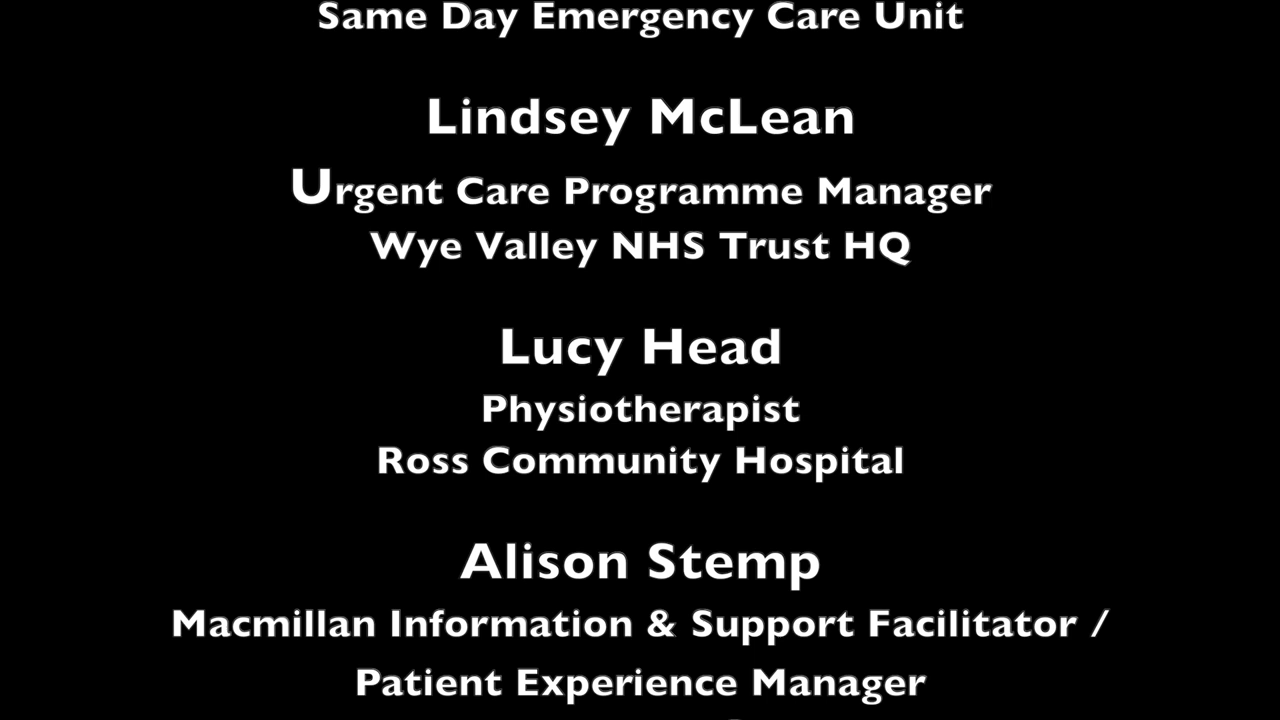 Same Day Emergency Care Unit
Lindsey McLean
Urgent Care Programme Manager
Wye Valley NHS Trust HQ
Lucy Head
Physiotherapist
Ross Community Hospital
Alison Stemp
Macmillan Information & Support Facilitator /
Patient Experience Manager